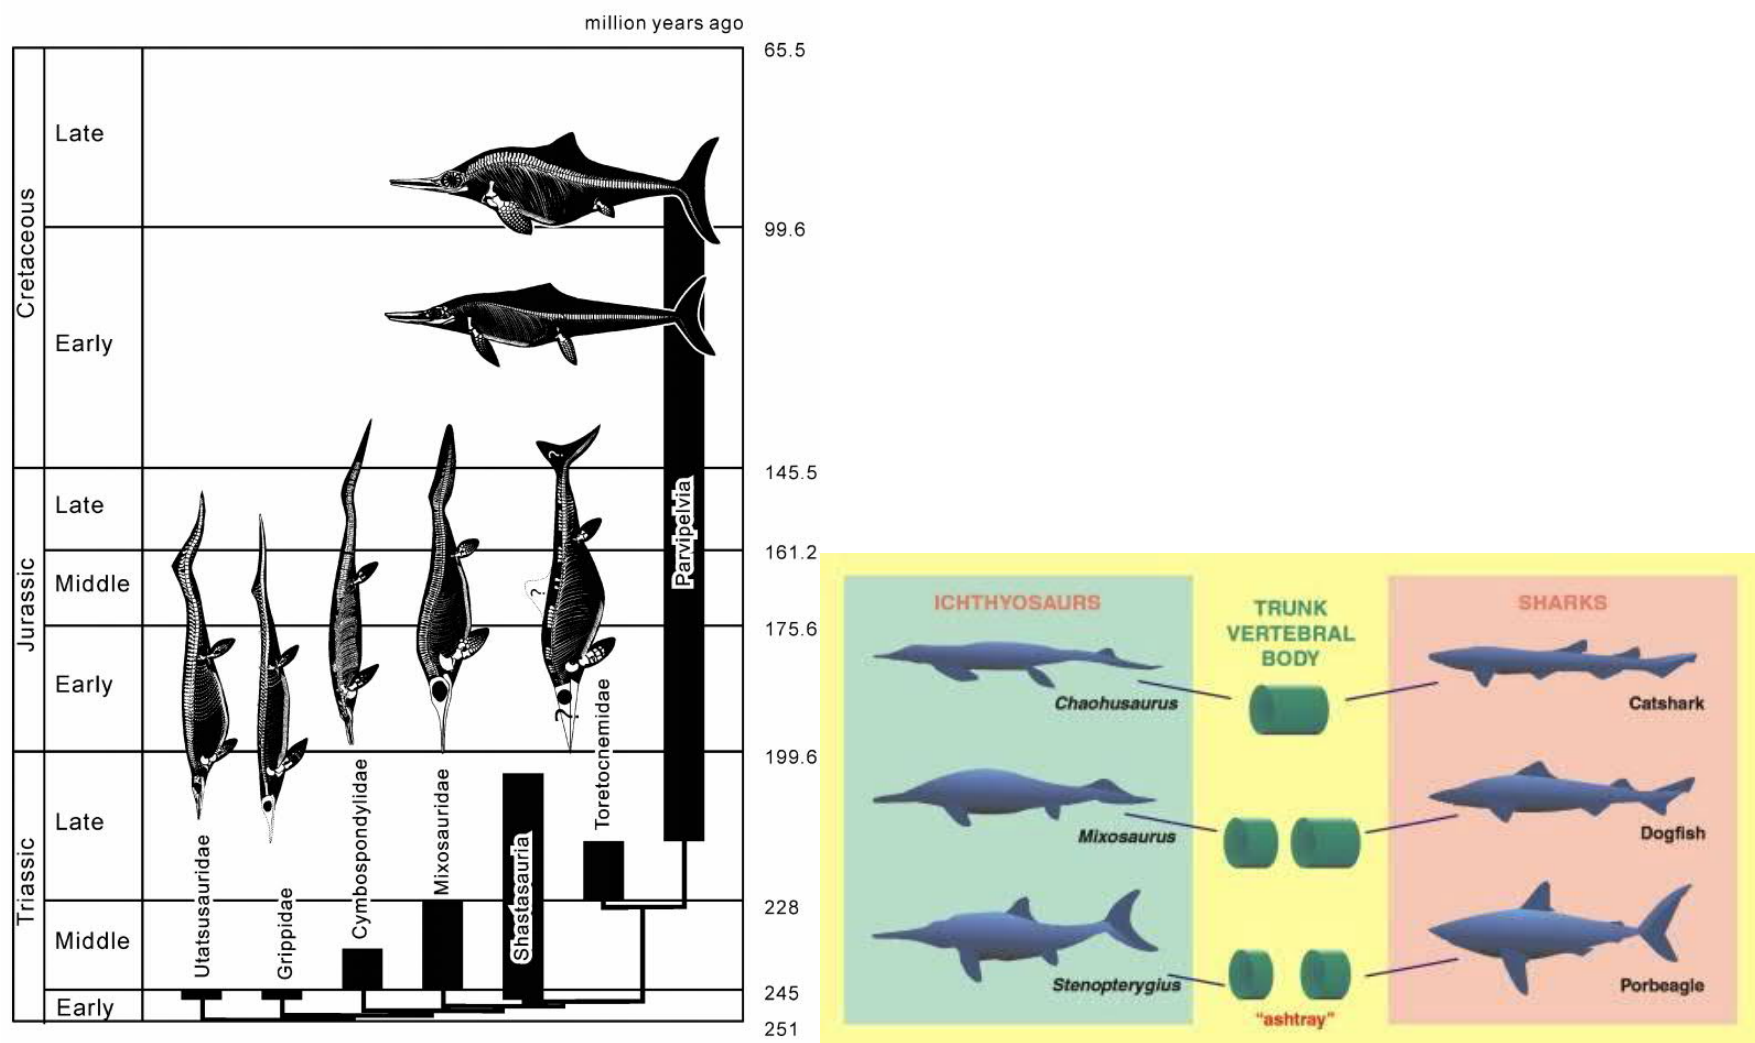 million years ago
65.5
Late
99.6
Cretaceous
Early
145.5
Late
161.2
Jurassic
Middle
175.6
Early
199.6
Triassic
Late
228
Middle
245
Early
251
Utatsusauridae
Grippidae
Cymbospondylidae
Mixosauridae
Shastasauria
Toretocnemidae
Parvipelvia
?
?
?
ICHTHYOSAURS
TRUNK
VERTEBRAL
BODY
SHARKS
Chaohusaurus
Catshark
Mixosaurus
Dogfish
Stenopterygius
Porbeagle
"ashtray"